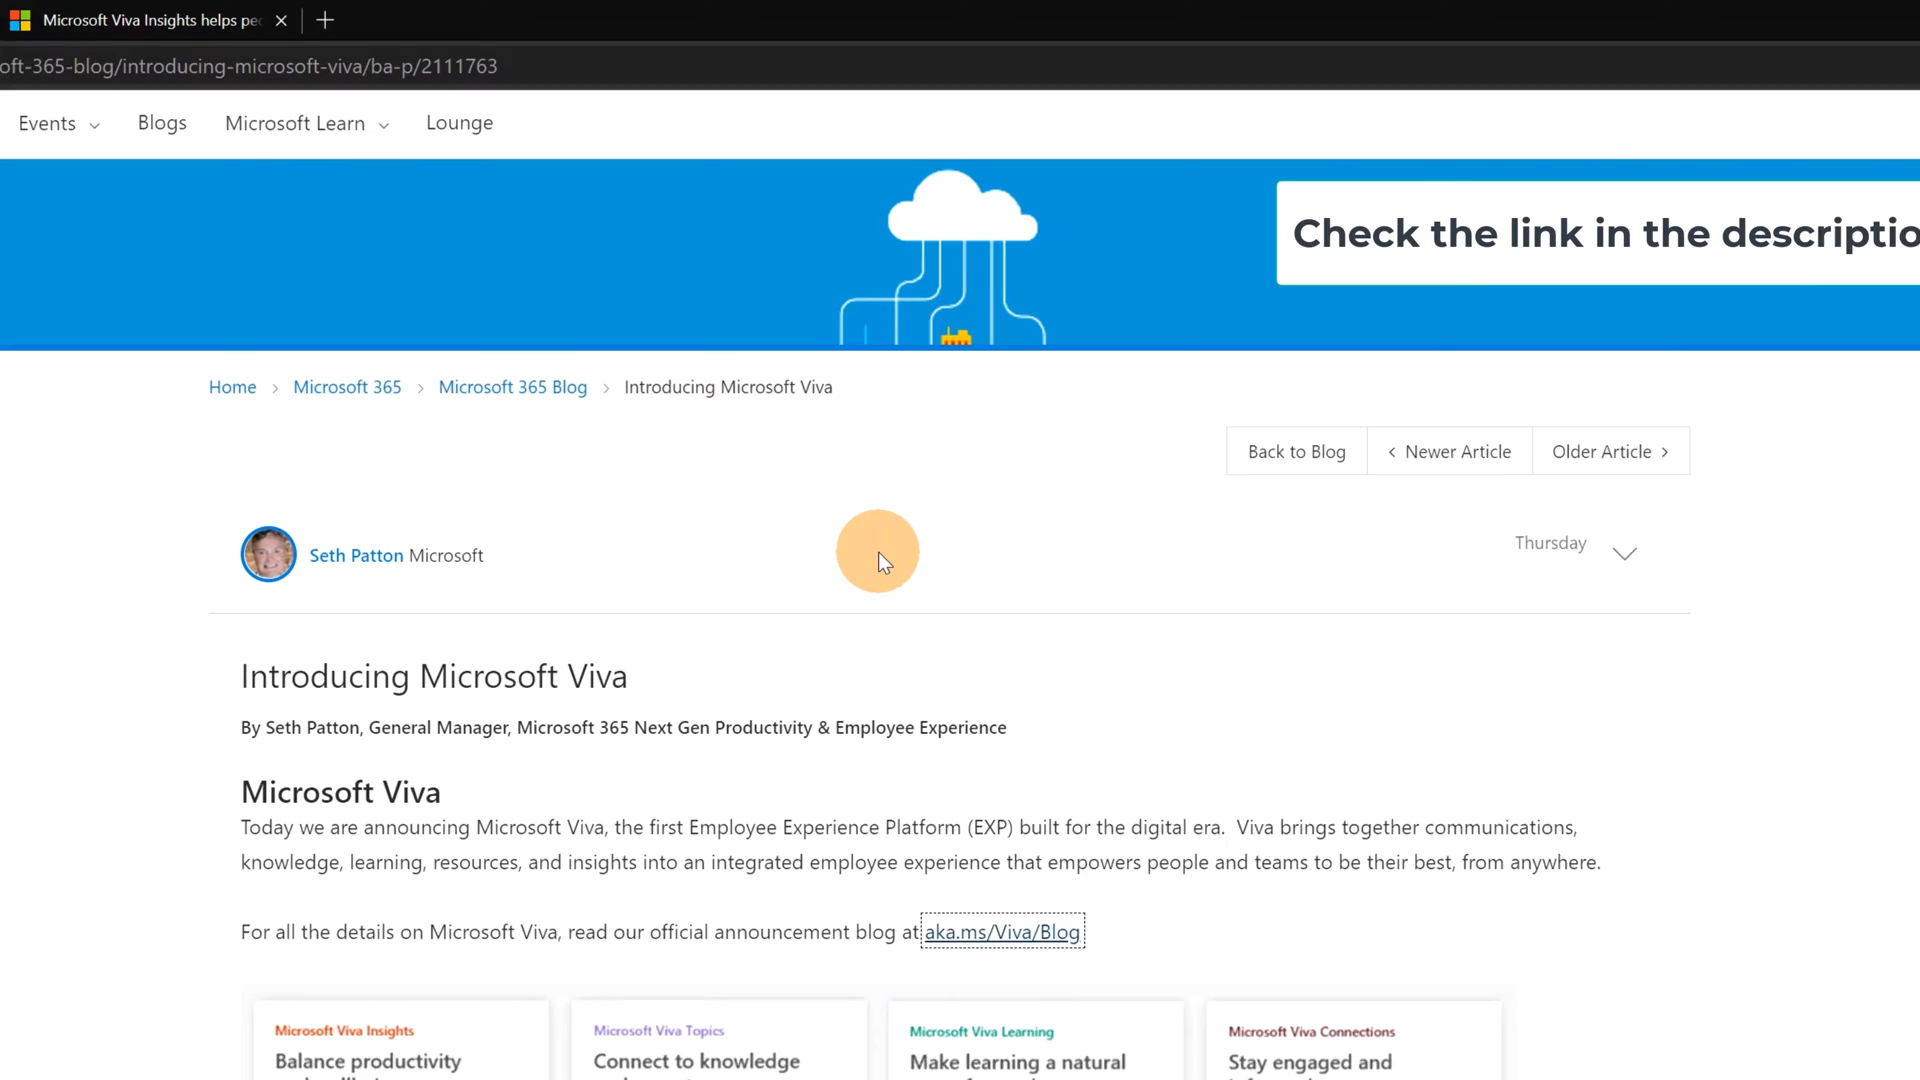 Microsoft Viva Insights helps pe
oft-365-blog/introducing-microsoft-viva/ba-p/2111763
Events Blogs Microsoft Learn Lounge
Check the link in the descriptio
Home > Microsoft 365 > Microsoft 365 Blog > Introducing Microsoft Viva
Back to Blog < Newer Article Older Article >
Seth Patton Microsoft
Thursday
Introducing Microsoft Viva
By Seth Patton, General Manager, Microsoft 365 Next Gen Productivity & Employee Experience
Microsoft Viva
Today we are announcing Microsoft Viva, the first Employee Experience Platform (EXP) built for the digital era. Viva brings together communications,
knowledge, learning, resources, and insights into an integrated employee experience that empowers people and teams to be their best, from anywhere.
For all the details on Microsoft Viva, read our official announcement blog at aka.ms/Viva/Blog
Microsoft Viva Insights
Balance productivity
Microsoft Viva Topics
Connect to knowledge
Microsoft Viva Learning
Make learning a natural
Microsoft Viva Connections
Stay engaged and